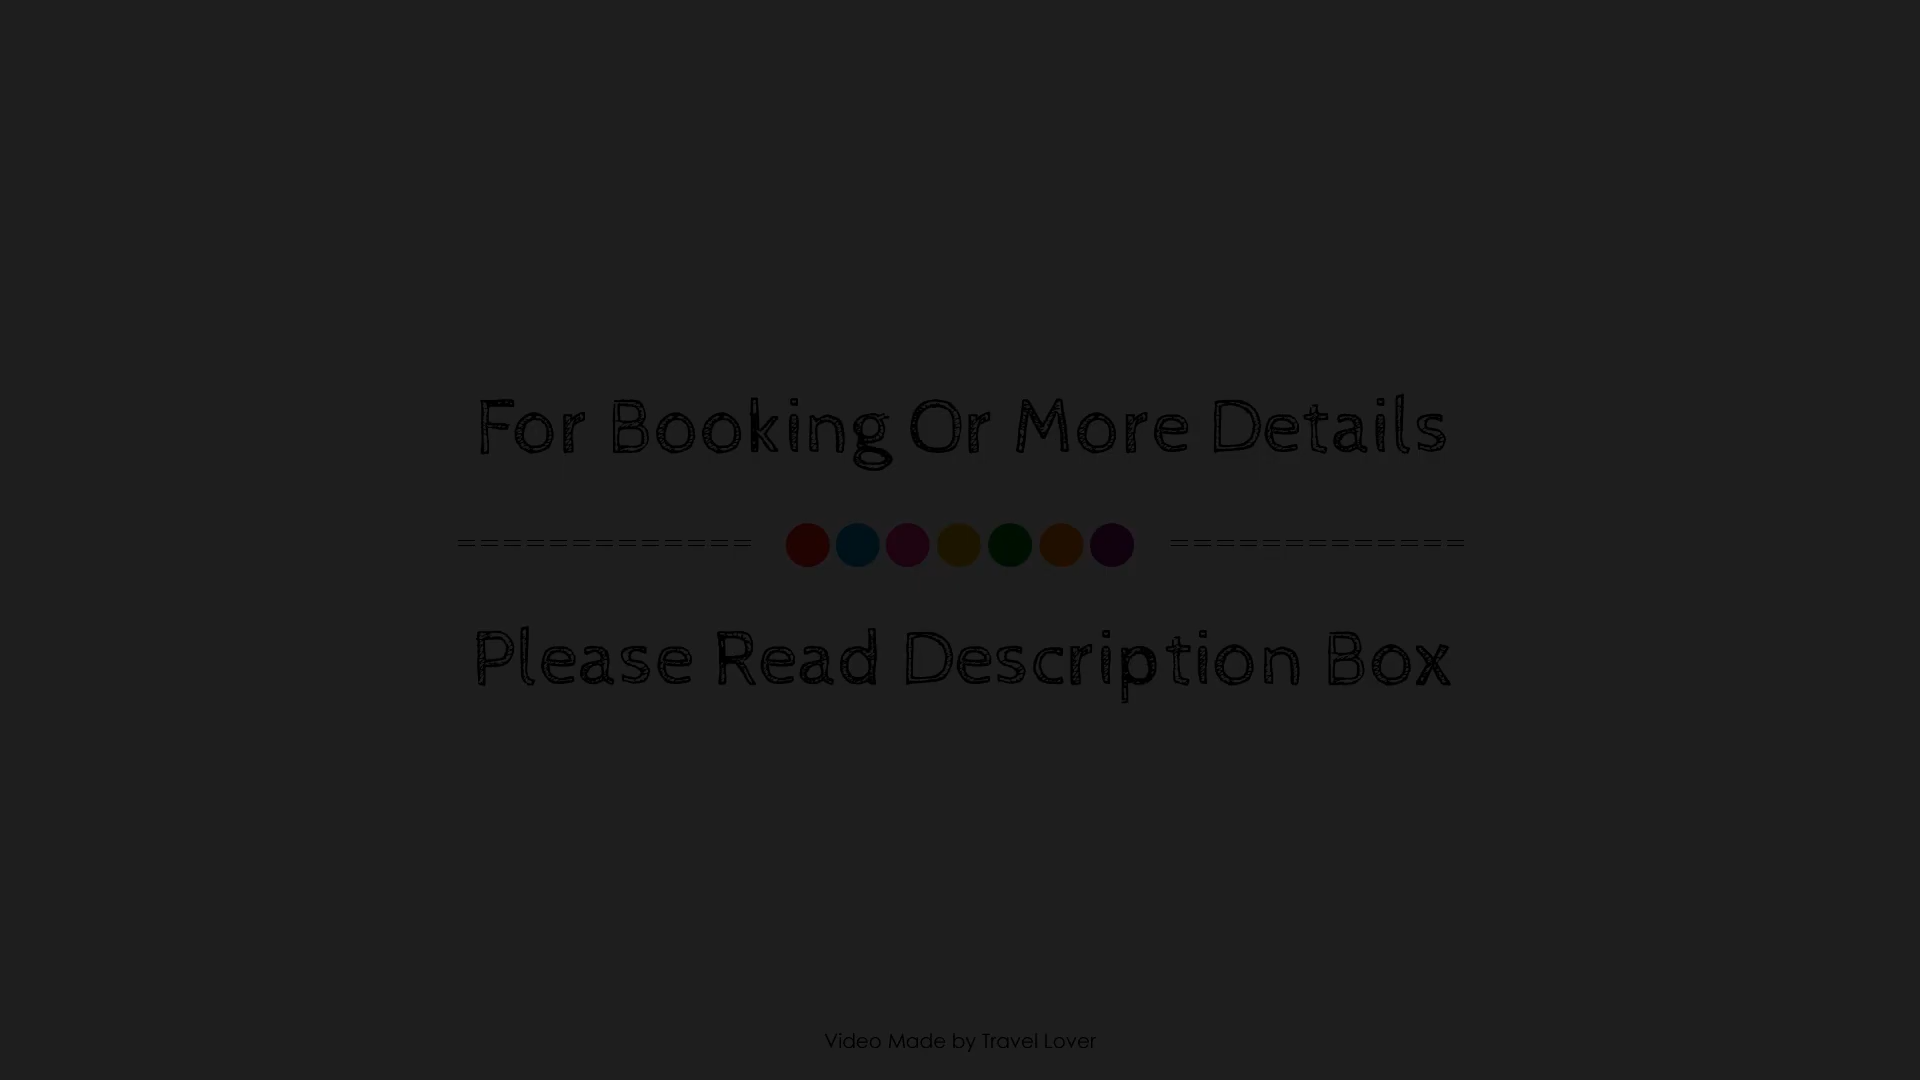 For Booking Or More Details
============= =============
Please Read Description Box
Video Made by Travel Lover